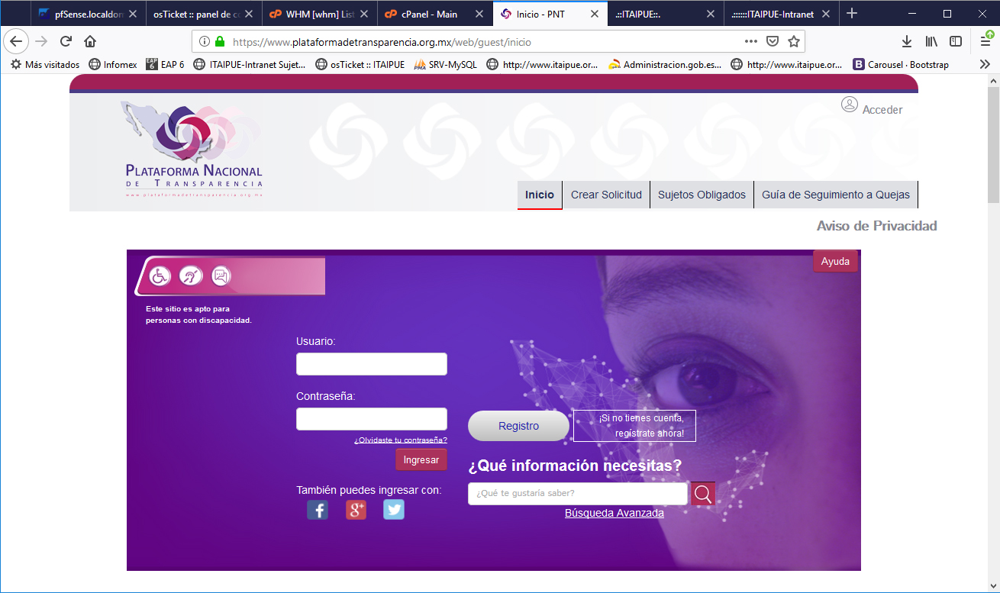 pfSense.localdon
osTicket :: panel de co
WHM [whm] List
cPanel - Main
Inicio - PNT
.::ITAIPUE::.
.::::::ITAIPUE-Intranet
https://www.plataformadetransparencia.org.mx/web/guest/inicio
Más visitados
Infomex
EAP 6
ITAIPUE-Intranet Sujet...
osTicket :: ITAIPUE
SRV-MySQL
http://www.itaipue.or...
Administracion.gob.es...
http://www.itaipue.or...
Carousel · Bootstrap
Acceder
PLATAFORMA NACIONAL
DE TRANSPARENCIA
www.plataformadetransparencia.org.mx
Inicio
Crear Solicitud
Sujetos Obligados
Guía de Seguimiento a Quejas
Aviso de Privacidad
Ayuda
Este sitio es apto para
personas con discapacidad.
Usuario:
Contraseña:
¿Olvidaste tu contraseña?
Ingresar
También puedes ingresar con:
Registro
¡Si no tienes cuenta,
regístrate ahora!
¿Qué información necesitas?
¿Qué te gustaría saber?
Búsqueda Avanzada